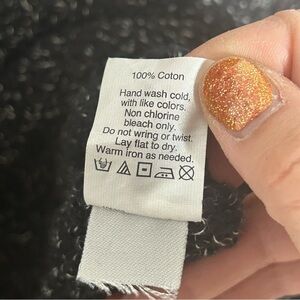 100% Coton
Hand wash cold,
with like colors.
Non chlorine
bleach only.
Do not wring or twist.
Lay flat to dry.
Warm iron as needed.